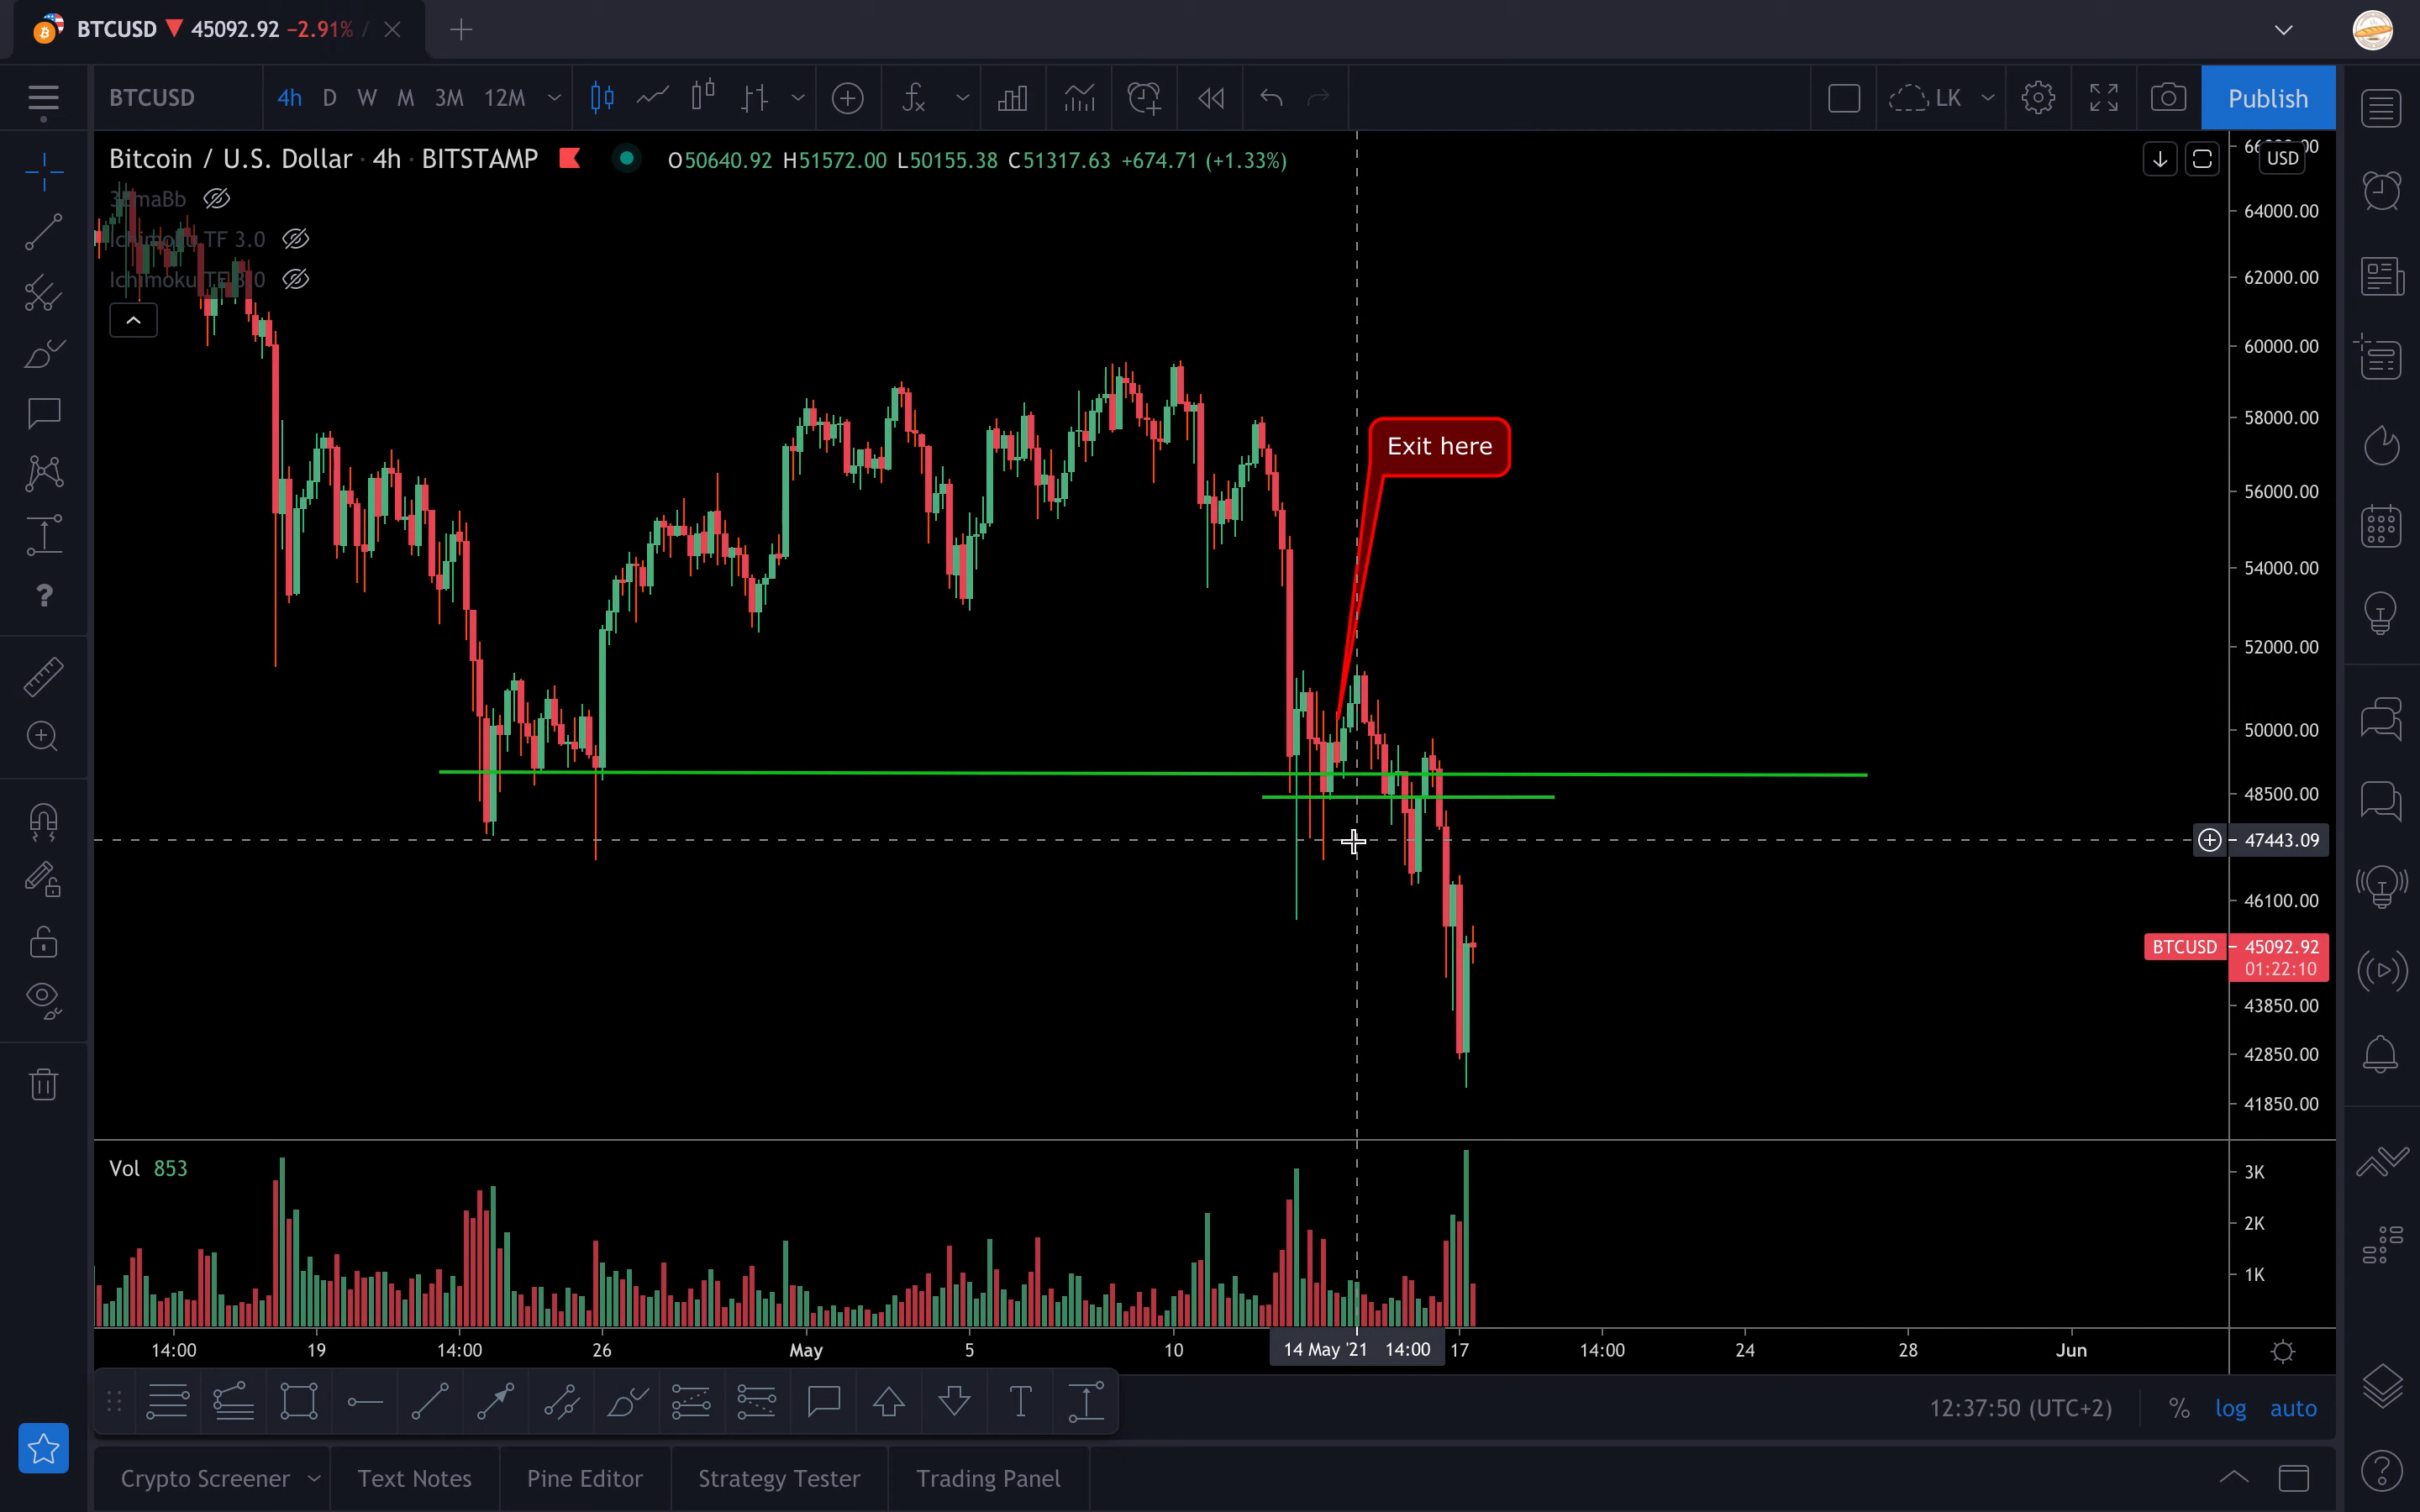 BTCUSD ▼ 45092.92 −2.91% /
BTCUSD 4h D W M 3M 12M LK Publish
Bitcoin / U.S. Dollar · 4h · BITSTAMP O50640.92 H51572.00 L50155.38 C51317.63 +674.71 (+1.33%)
USD
Ichimoku TF 3.0
Ichimoku TF 3.0
64000.00
62000.00
60000.00
58000.00
Exit here
56000.00
54000.00
52000.00
50000.00
48500.00
47443.09
46100.00
BTCUSD 45092.92
01:22:10
43850.00
42850.00
41850.00
Vol 853
3K
2K
1K
14:00 19 14:00 26 May 5 10 14 May '21 14:00 17 14:00 24 28 Jun
12:37:50 (UTC+2) % log auto
Crypto Screener Text Notes Pine Editor Strategy Tester Trading Panel